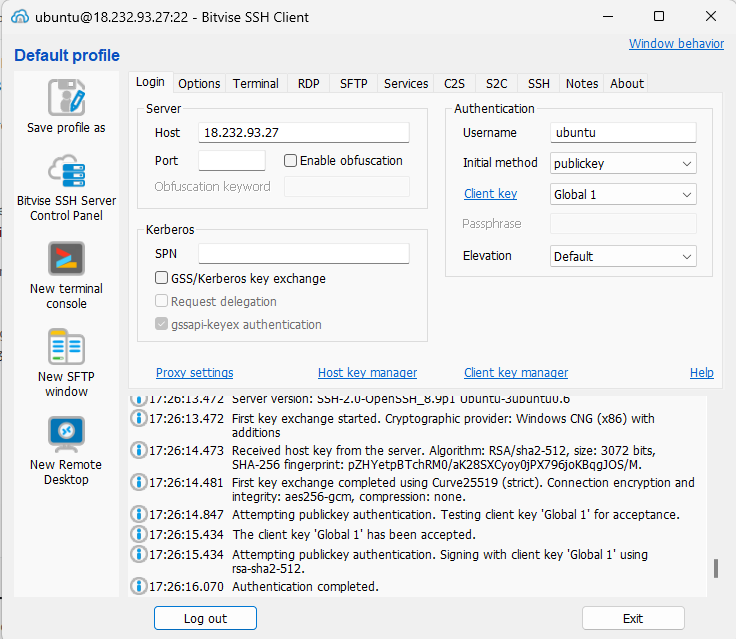 ubuntu@18.232.93.27:22 - Bitvise SSH Client
Window behavior
Default profile
Save profile as
Bitvise SSH Server
Control Panel
New terminal
console
New SFTP
window
New Remote
Desktop
Login Options Terminal RDP SFTP Services C2S S2C SSH Notes About
Server
Host 18.232.93.27
Port Enable obfuscation
Obfuscation keyword
Kerberos
SPN
GSS/Kerberos key exchange
Request delegation
gssapi-keyex authentication
Authentication
Username ubuntu
Initial method publickey
Client key Global 1
Passphrase
Elevation Default
Proxy settings Host key manager Client key manager Help
17:26:13.472 Server version: SSH-2.0-OpenSSH_8.9p1 Ubuntu-3ubuntu0.6
17:26:13.472 First key exchange started. Cryptographic provider: Windows CNG (x86) with
additions
17:26:14.473 Received host key from the server. Algorithm: RSA/sha2-512, size: 3072 bits,
SHA-256 fingerprint: pZHYetpBTchRM0/aK28SXCyoy0jPX796joKBqgJOS/M.
17:26:14.481 First key exchange completed using Curve25519 (strict). Connection encryption and
integrity: aes256-gcm, compression: none.
17:26:14.847 Attempting publickey authentication. Testing client key 'Global 1' for acceptance.
17:26:15.434 The client key 'Global 1' has been accepted.
17:26:15.434 Attempting publickey authentication. Signing with client key 'Global 1' using
rsa-sha2-512.
17:26:16.070 Authentication completed.
Log out Exit